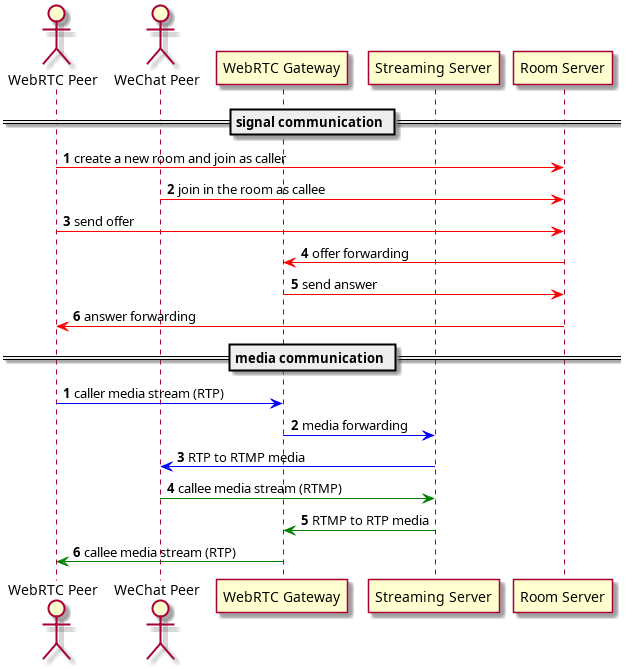 WebRTC Peer
WeChat Peer
WebRTC Gateway
Streaming Server
Room Server
signal communication
1 create a new room and join as caller
2 join in the room as callee
3 send offer
4 offer forwarding
5 send answer
6 answer forwarding
media communication
1 caller media stream (RTP)
2 media forwarding
3 RTP to RTMP media
4 callee media stream (RTMP)
5 RTMP to RTP media
6 callee media stream (RTP)
WebRTC Peer
WeChat Peer
WebRTC Gateway
Streaming Server
Room Server